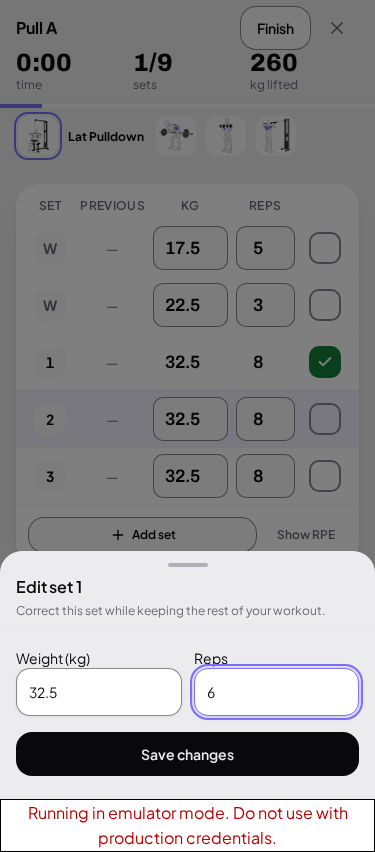 Pull A
Finish
0:00 1/9 260
time sets kg lifted
Lat Pulldown
SET PREVIOUS KG REPS
W — 17.5 5
W — 22.5 3
1 — 32.5 8
2 — 32.5 8
3 — 32.5 8
+ Add set Show RPE
Edit set 1
Correct this set while keeping the rest of your workout.
Weight (kg) Reps
32.5 6
Save changes
Running in emulator mode. Do not use with
production credentials.